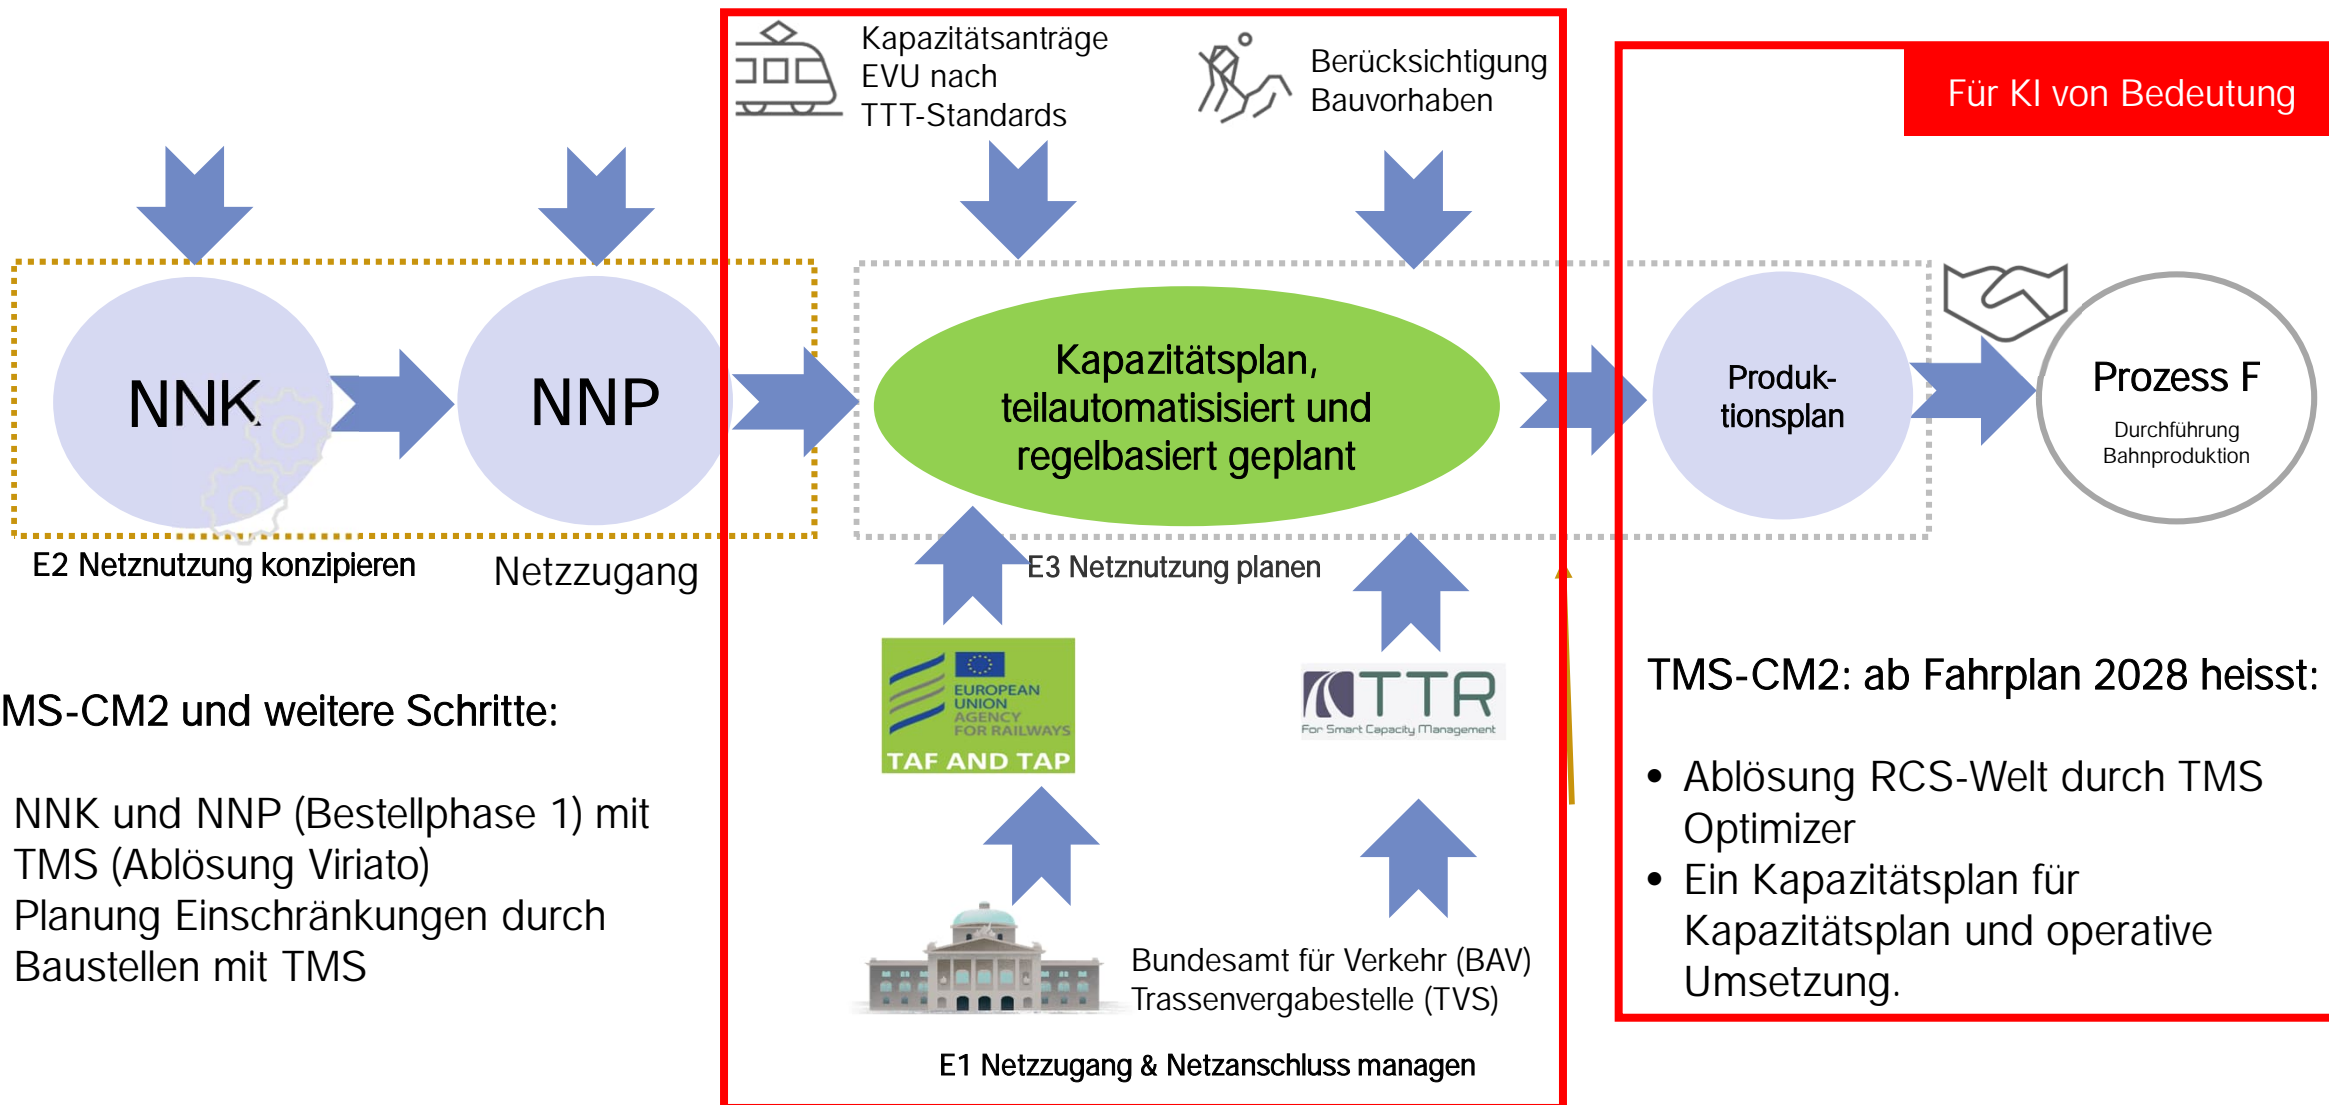 Kapazitätsanträge
EVU nach
TTT-Standards
Berücksichtigung
Bauvorhaben
Für KI von Bedeutung
NNK
NNP
Kapazitätsplan,
teilautomatisisiert und
regelbasiert geplant
Produk-
tionsplan
Prozess F
Durchführung
Bahnproduktion
E2 Netznutzung konzipieren
Netzzugang
E3 Netznutzung planen
MS-CM2 und weitere Schritte:
NNK und NNP (Bestellphase 1) mit
TMS (Ablösung Viriato)
Planung Einschränkungen durch
Baustellen mit TMS
EUROPEAN
UNION
AGENCY
FOR RAILWAYS
TAF AND TAP
TTR
For Smart Capacity Management
Bundesamt für Verkehr (BAV)
Trassenvergabestelle (TVS)
E1 Netzzugang & Netzanschluss managen
TMS-CM2: ab Fahrplan 2028 heisst:
• Ablösung RCS-Welt durch TMS
Optimizer
• Ein Kapazitätsplan für
Kapazitätsplan und operative
Umsetzung.